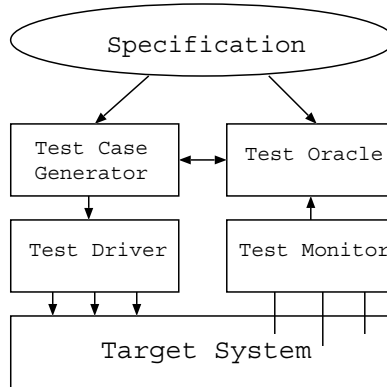 Specification
Test Case
Generator
Test Oracle
Test Driver
Test Monitor
Target System